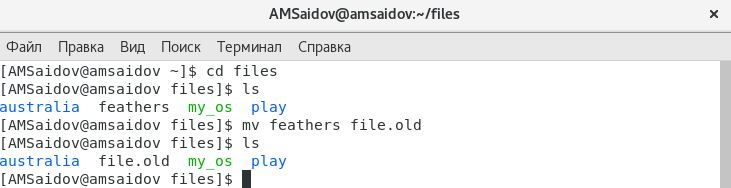 AMSaidov@amsaidov:~/files
Файл Правка Вид Поиск Терминал Справка
[AMSaidov@amsaidov ~]$ cd files
[AMSaidov@amsaidov files]$ ls
australia feathers my_os play
[AMSaidov@amsaidov files]$ mv feathers file.old
[AMSaidov@amsaidov files]$ ls
australia file.old my_os play
[AMSaidov@amsaidov files]$